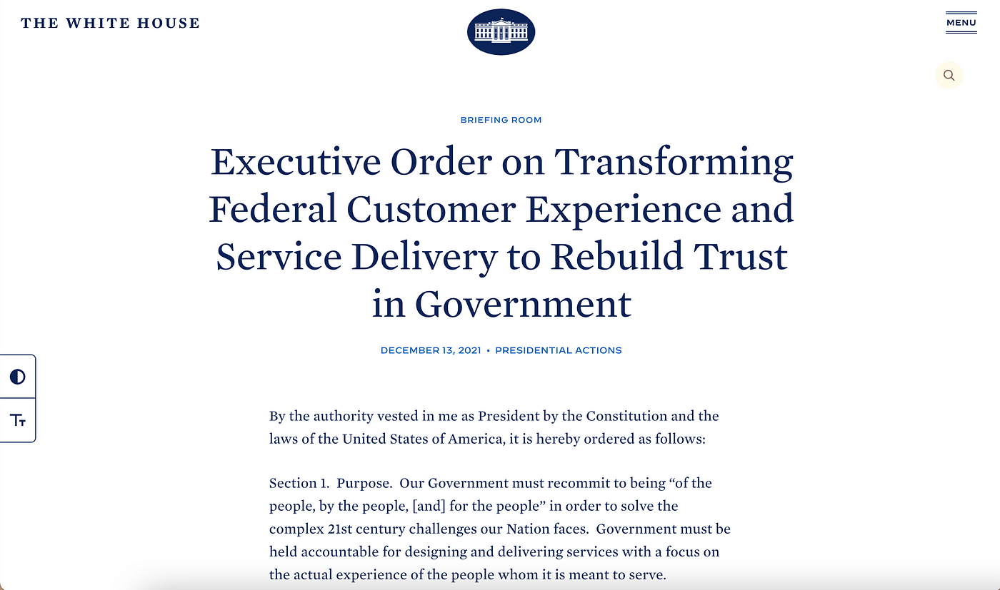 THE WHITE HOUSE
MENU
BRIEFING ROOM
Executive Order on Transforming
Federal Customer Experience and
Service Delivery to Rebuild Trust
in Government
DECEMBER 13, 2021 • PRESIDENTIAL ACTIONS
Tт
By the authority vested in me as President by the Constitution and the
laws of the United States of America, it is hereby ordered as follows:
Section 1.  Purpose.  Our Government must recommit to being “of the
people, by the people, [and] for the people” in order to solve the
complex 21st century challenges our Nation faces.  Government must be
held accountable for designing and delivering services with a focus on
the actual experience of the people whom it is meant to serve.